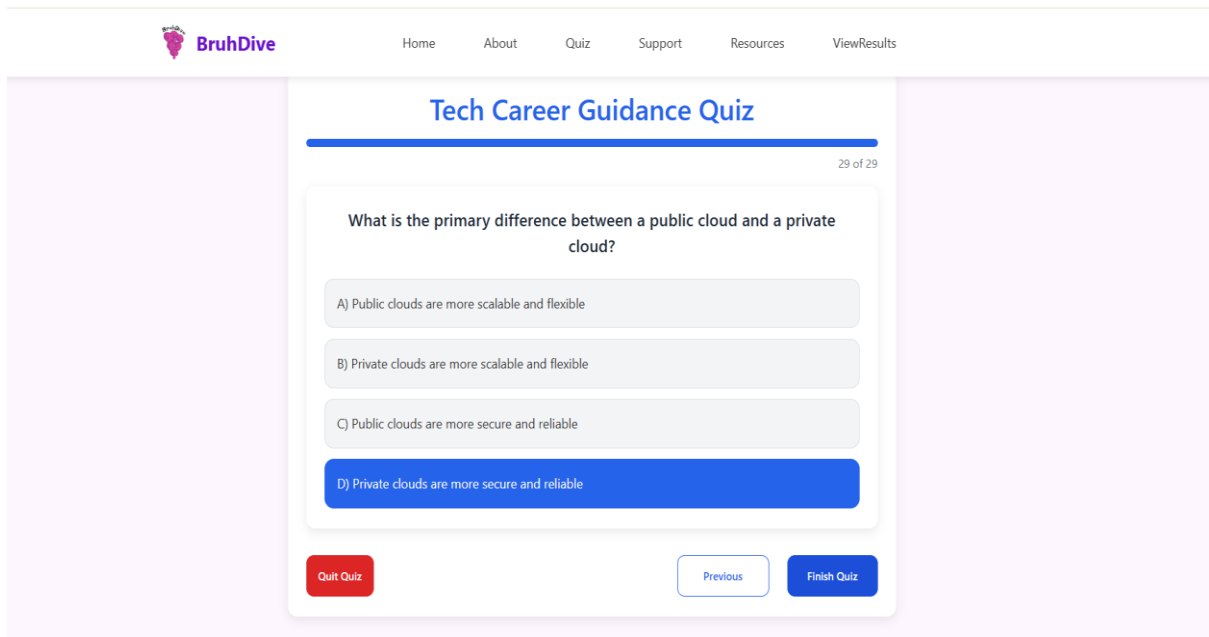 BruhDive
Home About Quiz Support Resources ViewResults
Tech Career Guidance Quiz
29 of 29
What is the primary difference between a public cloud and a private
cloud?
A) Public clouds are more scalable and flexible
B) Private clouds are more scalable and flexible
C) Public clouds are more secure and reliable
D) Private clouds are more secure and reliable
Quit Quiz Previous Finish Quiz